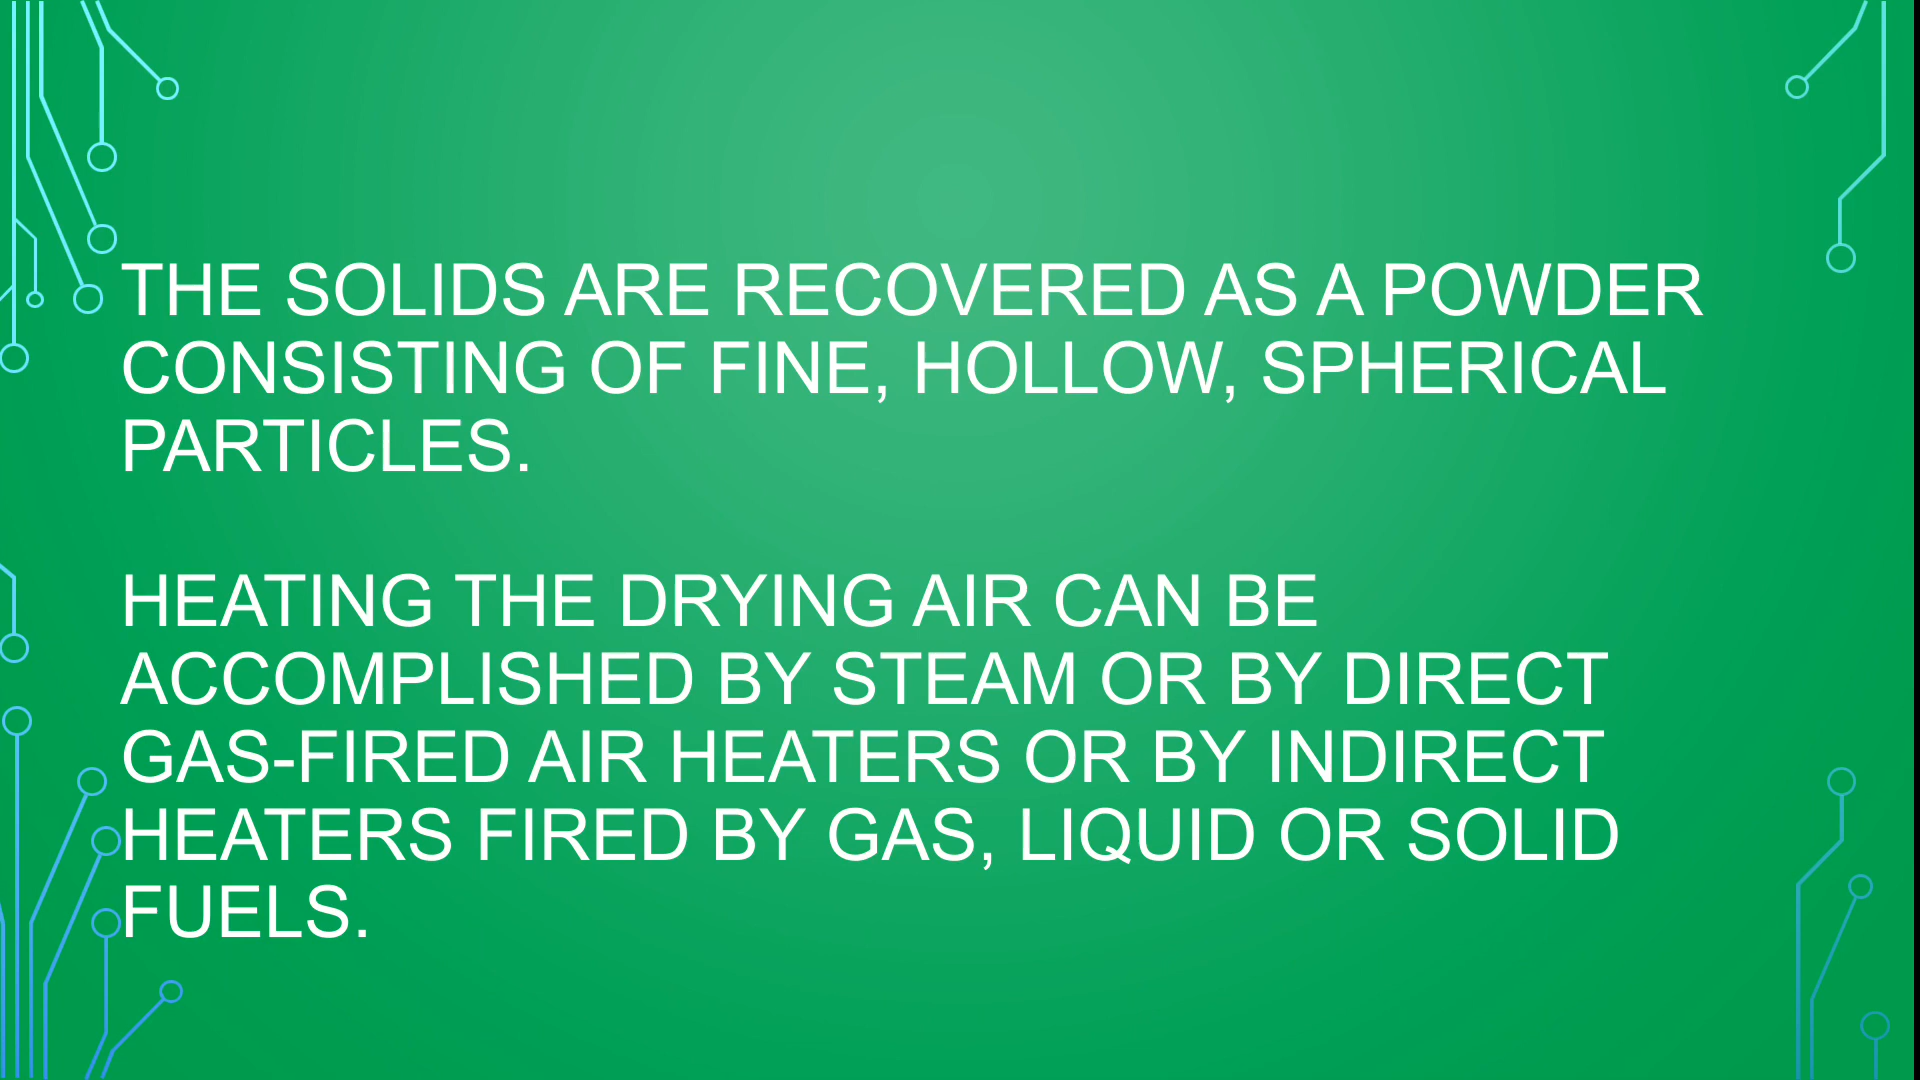 THE SOLIDS ARE RECOVERED AS A POWDER
CONSISTING OF FINE, HOLLOW, SPHERICAL
PARTICLES.
HEATING THE DRYING AIR CAN BE
ACCOMPLISHED BY STEAM OR BY DIRECT
GAS-FIRED AIR HEATERS OR BY INDIRECT
HEATERS FIRED BY GAS, LIQUID OR SOLID
FUELS.